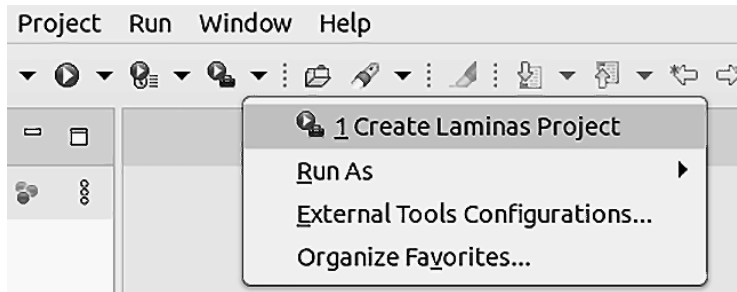 Project Run Window Help
1 Create Laminas Project
Run As
External Tools Configurations...
Organize Favorites...